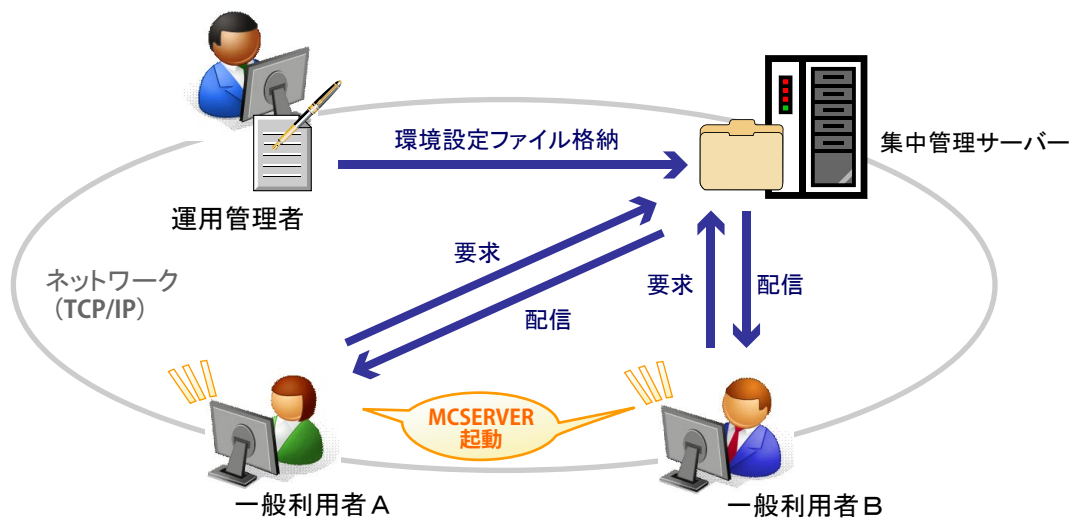 環境設定ファイル格納
集中管理サーバー
運用管理者
要求
ネットワーク
（TCP/IP）
要求
配信
配信
MCSERVER
起動
一般利用者A
一般利用者B